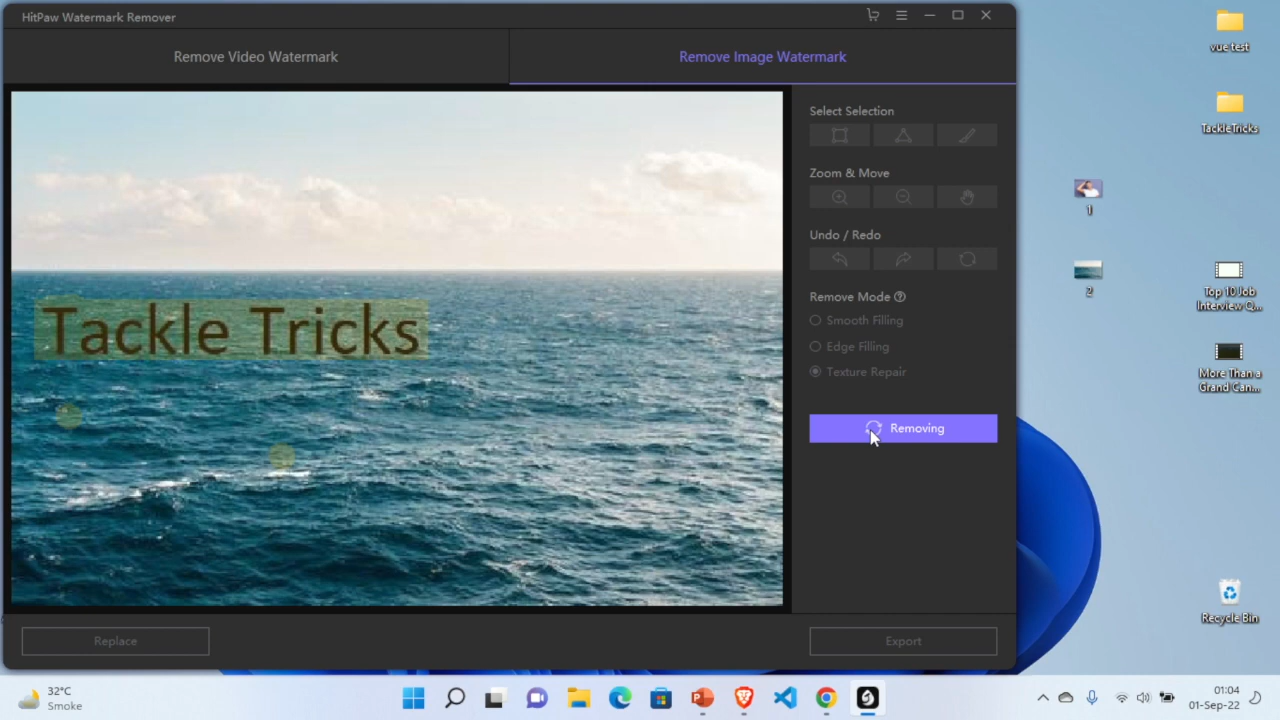 HitPaw Watermark Remover
Remove Video Watermark
Remove Image Watermark
Tackle Tricks
Select Selection
Zoom & Move
Undo / Redo
Remove Mode
Smooth Filling
Edge Filling
Texture Repair
Removing
Replace
Export
vue test
TackleTricks
1
2
Top 10 Job
Interview Q...
More Than a
Grand Can...
Recycle Bin
32°C
Smoke
01:04
01-Sep-22